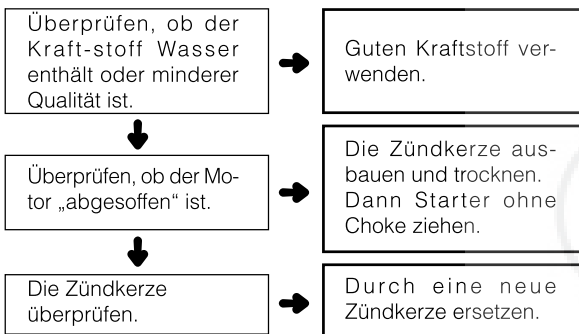 Überprüfen, ob der
Kraft-stoff Wasser
enthält oder minderer
Qualität ist.
Guten Kraftstoff ver-
wenden.
Überprüfen, ob der Mo-
tor „abgesoffen“ ist.
Die Zündkerze aus-
bauen und trocknen.
Dann Starter ohne
Choke ziehen.
Die Zündkerze
überprüfen.
Durch eine neue
Zündkerze ersetzen.